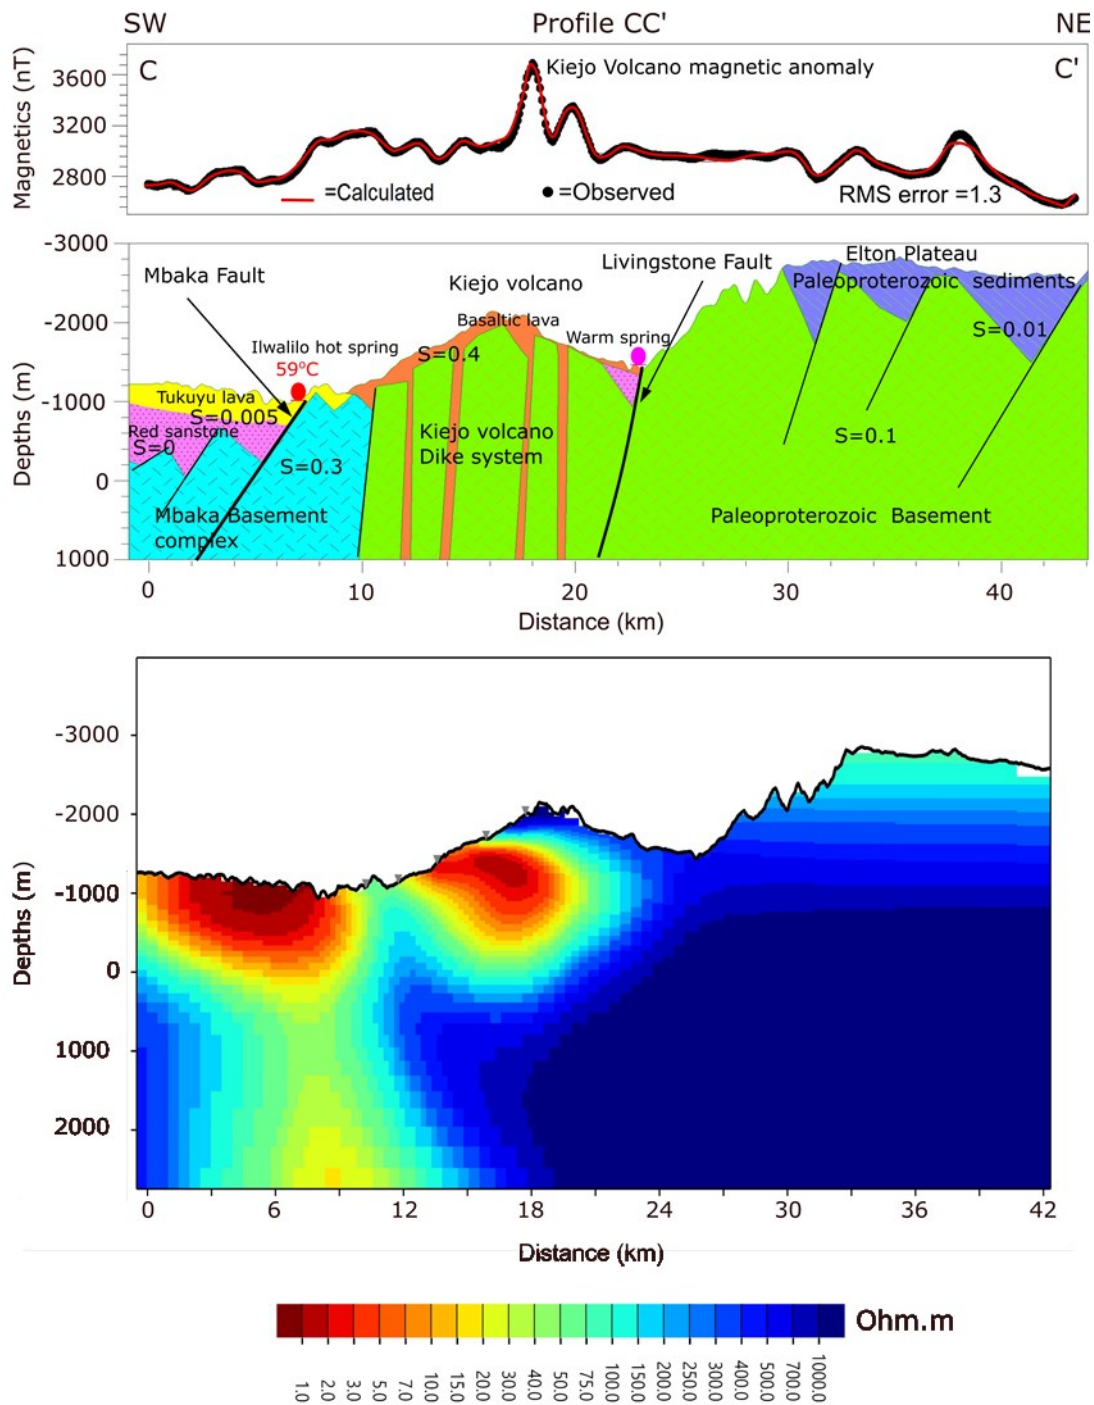 SW Profile CC' NE
C Kiejo Volcano magnetic anomaly C'
Magnetics (nT)
3600
3200
2800
=Calculated =Observed RMS error =1.3
Depths (m)
-3000
-2000
-1000
0
1000
Mbaka Fault
Kiejo volcano
Livingstone Fault
Elton Plateau
Paleoproterozoic sediments
Basaltic lava
Ilwalilo hot spring
59°C
S=0.4
Warm spring
S=0.01
Tukuyu lava
S=0.005
Red sanstone
S=0
Kiejo volcano
Dike system
S=0.3
S=0.1
Mbaka Basement
complex
Paleoproterozoic Basement
0 10 20 30 40
Distance (km)
Depths (m)
-3000
-2000
-1000
0
1000
2000
0 6 12 18 24 30 36 42
Distance (km)
Ohm.m
1.0 2.0 3.0 5.0 7.0 10.0 15.0 20.0 30.0 40.0 50.0 75.0 100.0 150.0 200.0 250.0 300.0 400.0 500.0 700.0 1000.0